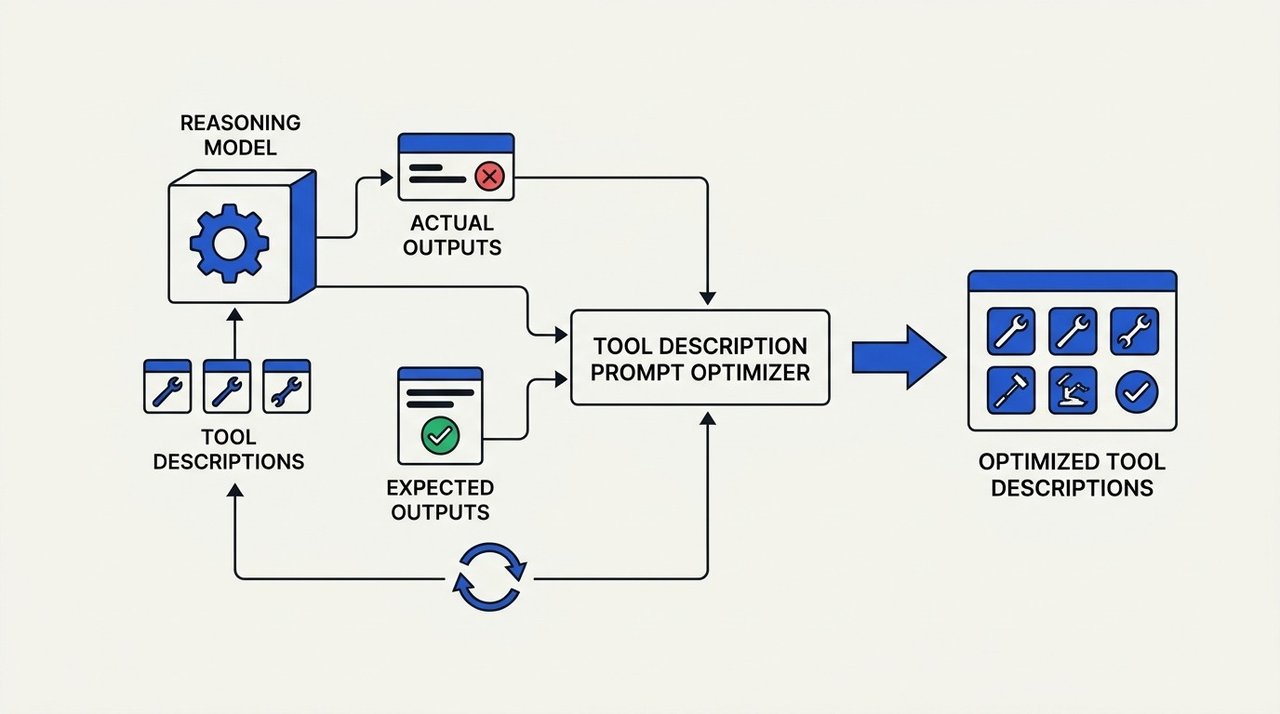 REASONING
MODEL
ACTUAL
OUTPUTS
TOOL
DESCRIPTIONS
EXPECTED
OUTPUTS
TOOL DESCRIPTION
PROMPT OPTIMIZER
OPTIMIZED TOOL
DESCRIPTIONS